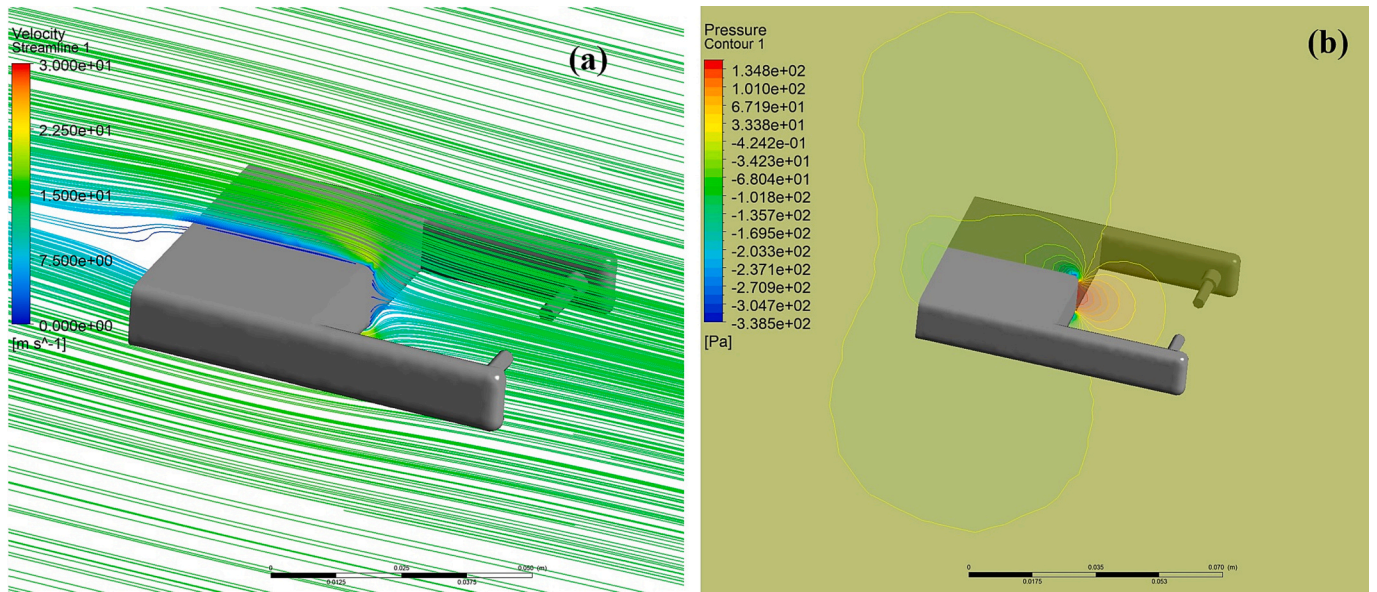 Velocity
Streamline 1
(a)
3.000e+01
2.250e+01
1.500e+01
7.500e+00
0.000e+00
[m s^-1]
0 0.025 0.050 (m)
0.0125 0.0375
Pressure
Contour 1
(b)
1.348e+02
1.010e+02
6.719e+01
3.338e+01
-4.242e-01
-3.423e+01
-6.804e+01
-1.018e+02
-1.357e+02
-1.695e+02
-2.033e+02
-2.371e+02
-2.709e+02
-3.047e+02
-3.385e+02
[Pa]
0 0.035 0.070 (m)
0.0175 0.053